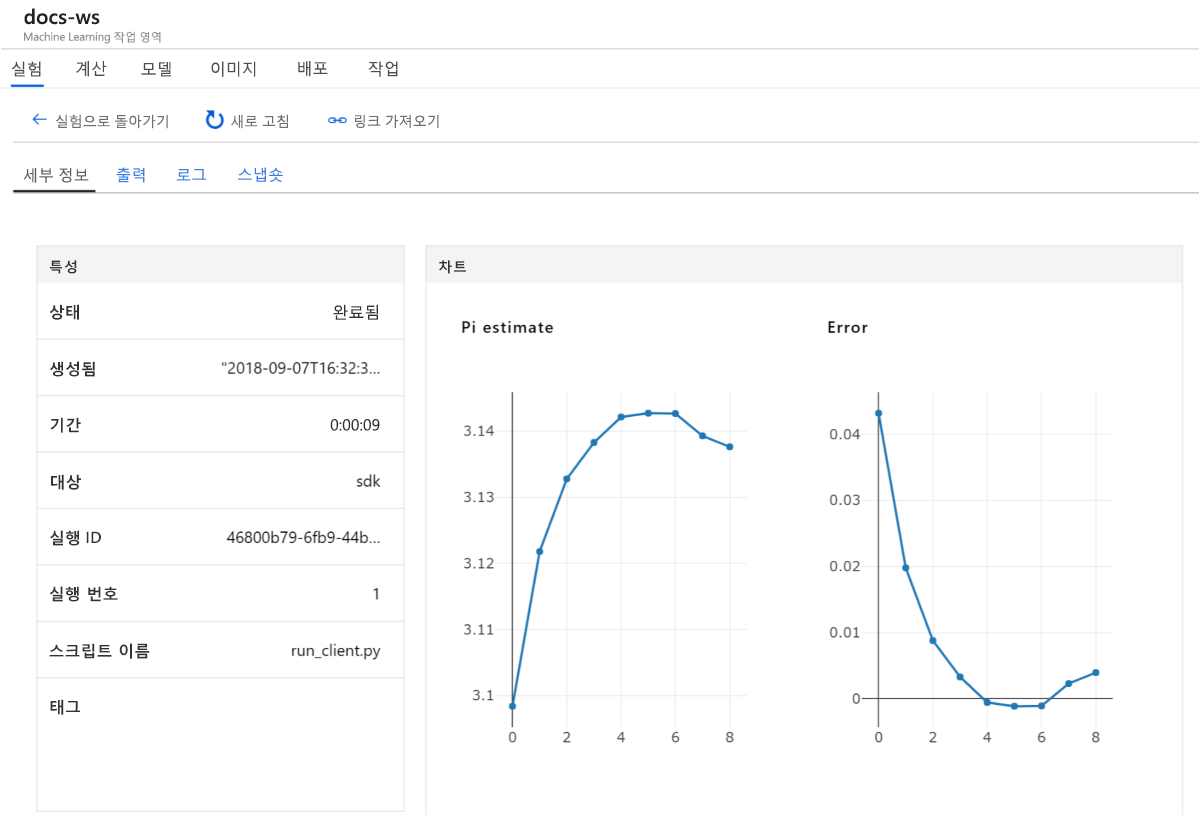 docs-ws
Machine Learning 작업 영역
실험 계산 모델 이미지 배포 작업
실험으로 돌아가기 새로 고침 링크 가져오기
세부 정보 출력 로그 스냅숏
특성
상태 완료됨
생성됨 "2018-09-07T16:32:3...
기간 0:00:09
대상 sdk
실행 ID 46800b79-6fb9-44b...
실행 번호 1
스크립트 이름 run_client.py
태그
차트
Pi estimate
3.14
3.13
3.12
3.11
3.1
0 2 4 6 8
Error
0.04
0.03
0.02
0.01
0
0 2 4 6 8